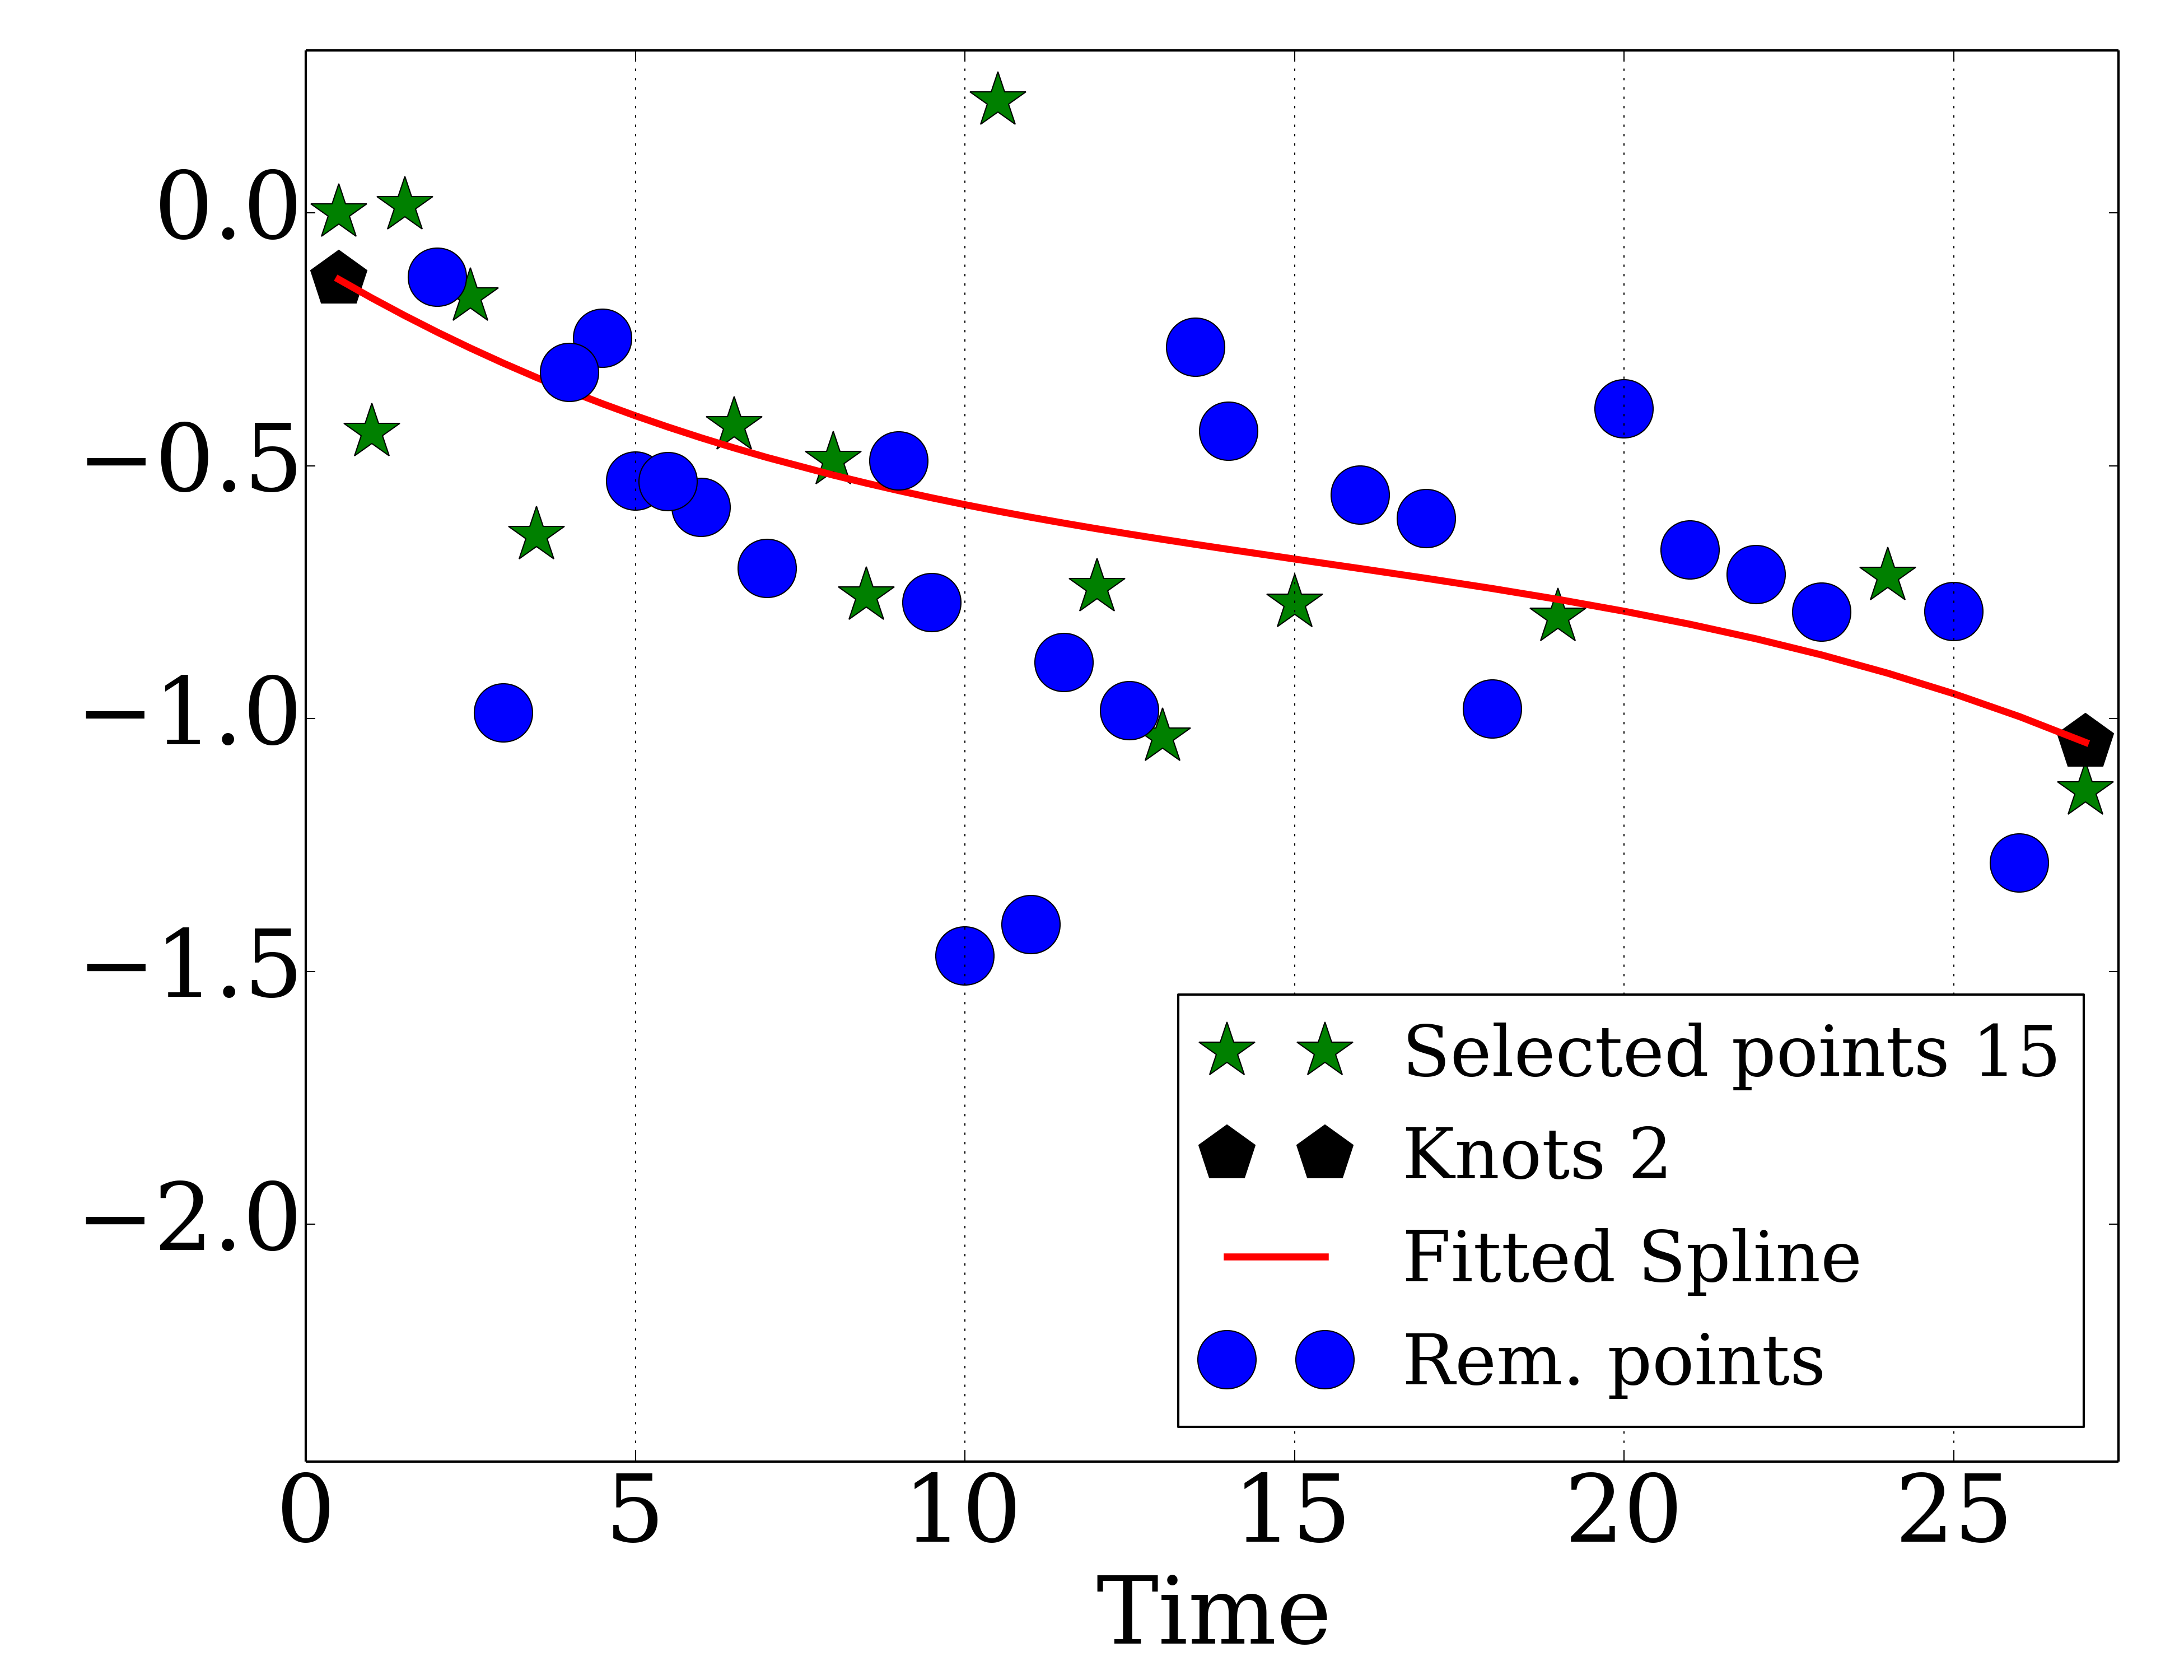 0.0
−0.5
−1.0
−1.5
−2.0
Selected points 15
Knots 2
Fitted Spline
Rem. points
0 5 10 15 20 25
Time